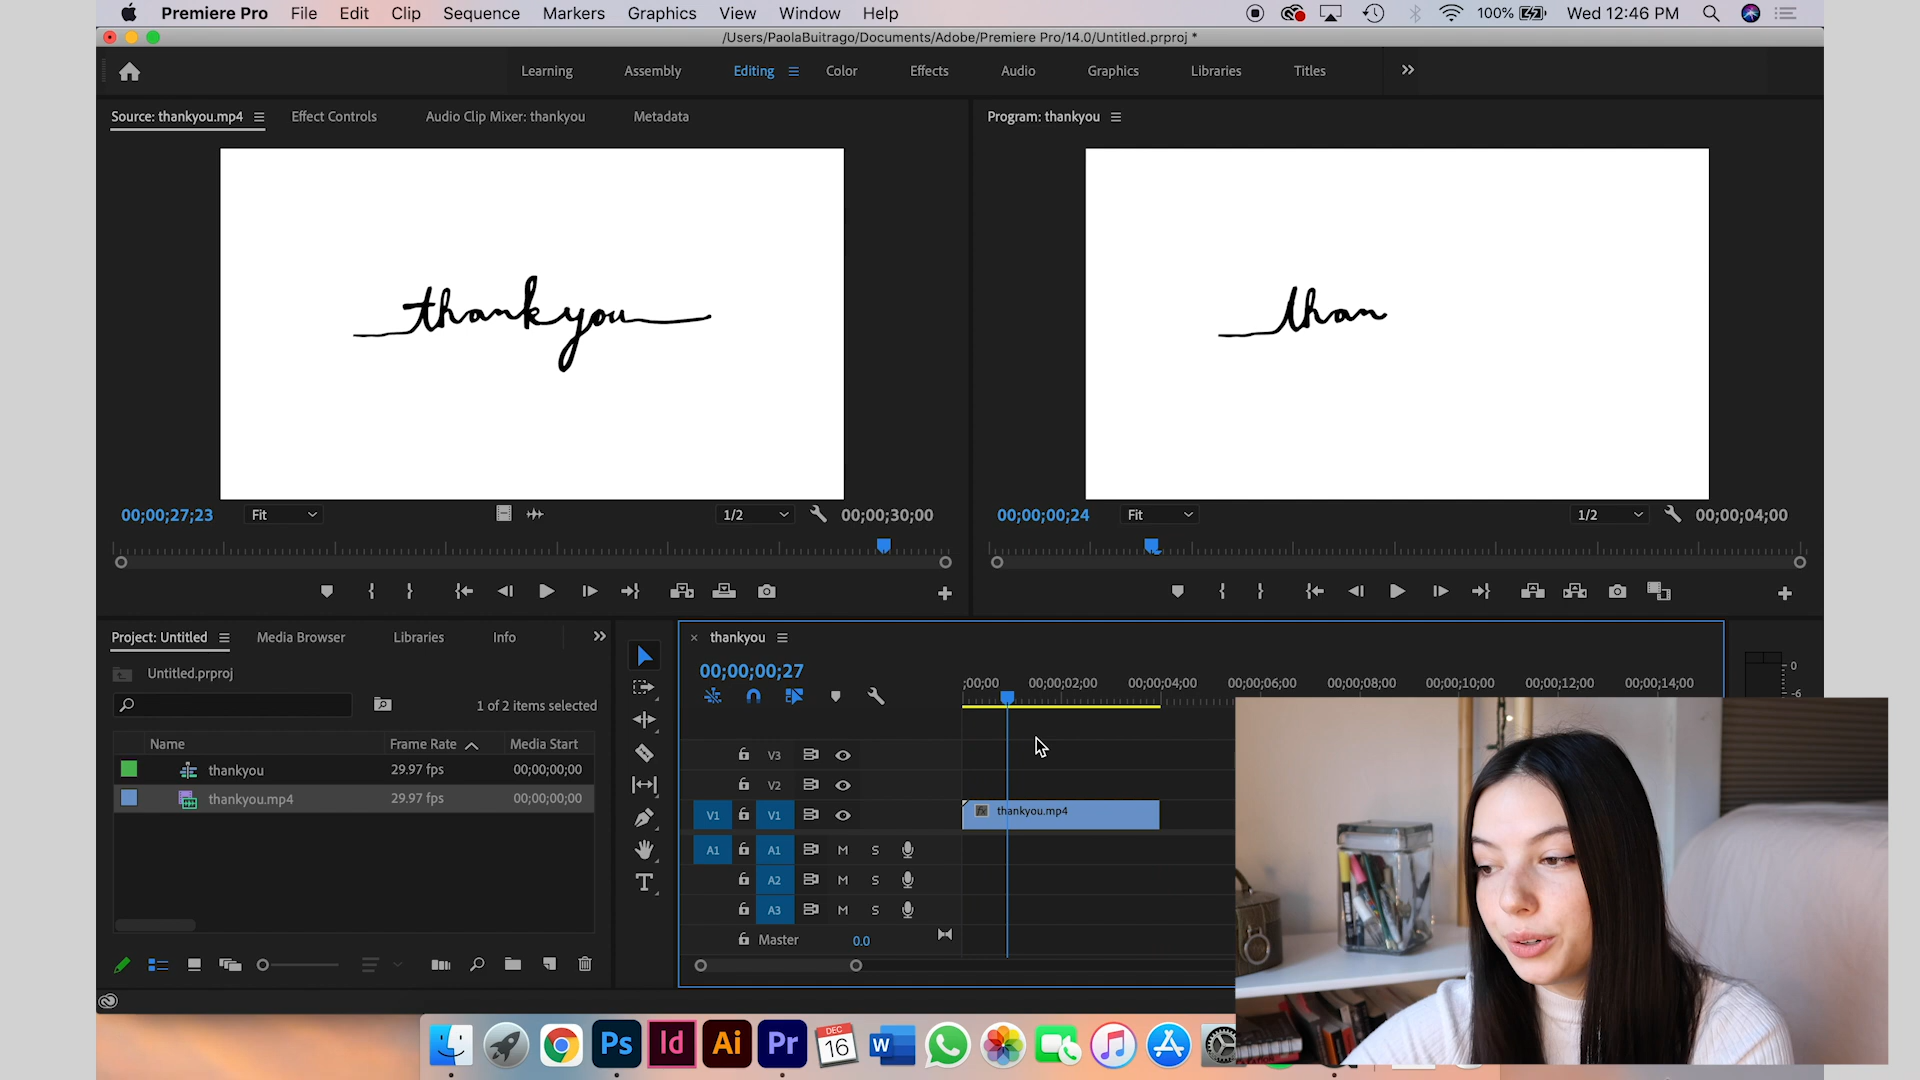 Premiere Pro File Edit Clip Sequence Markers Graphics View Window Help 100% Wed 12:46 PM
/Users/PaolaBuitrago/Documents/Adobe/Premiere Pro/14.0/Untitled.prproj *
Learning Assembly Editing Color Effects Audio Graphics Libraries Titles
Source: thankyou.mp4 Effect Controls Audio Clip Mixer: thankyou Metadata Program: thankyou
thankyou than
00;00;27;23 Fit 1/2 00;00;30;00 00;00;00;24 Fit 1/2 00;00;04;00
Project: Untitled Media Browser Libraries Info
Untitled.prproj
1 of 2 items selected
Name Frame Rate Media Start
thankyou 29.97 fps 00;00;00;00
thankyou.mp4 29.97 fps 00;00;00;00
thankyou
00;00;00;27
;00;00 00;00;02;00 00;00;04;00 00;00;06;00 00;00;08;00 00;00;10;00 00;00;12;00 00;00;14;00
0
-6
V3
V2
V1 V1 thankyou.mp4
A1 A1 M S
A2 M S
A3 M S
Master 0.0
Ps Id Ai Pr DEC 16 W